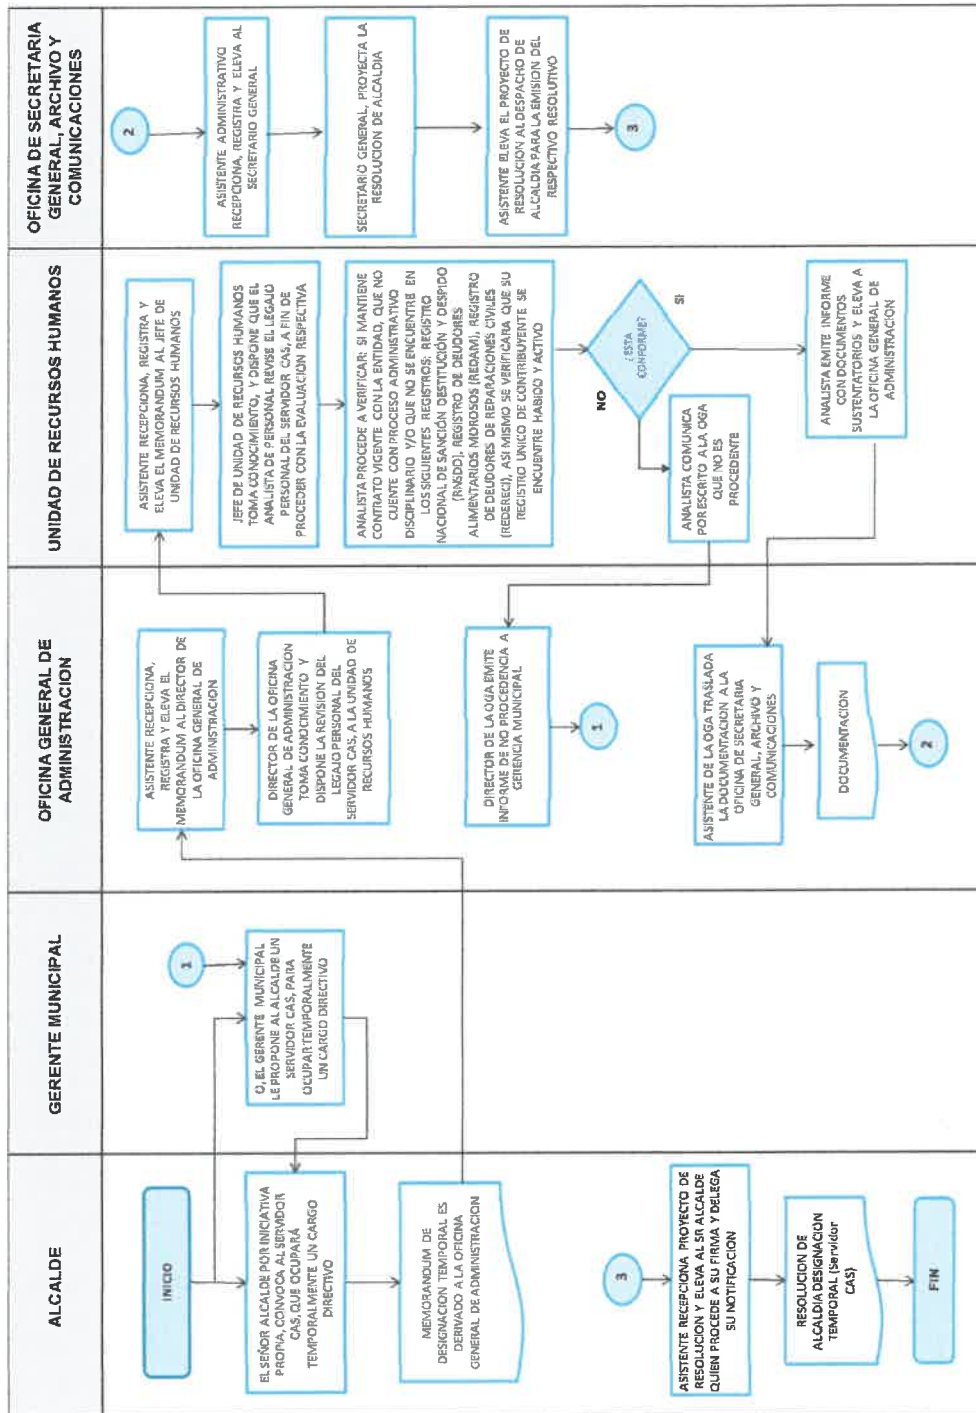 ALCALDE
INICIO
EL SEÑOR ALCALDE POR INICIATIVA
PROPIA, CONVOCA AL SERVIDOR
CAS, QUE OCUPARÁ
TEMPORALMENTE UN CARGO
DIRECTIVO
MEMORANDUM DE
DESIGNACION TEMPORAL ES
DERIVADO A LA OFICINA
GENERAL DE ADMINISTRACION
3
ASISTENTE RECEPCIONA PROYECTO DE
RESOLUCION Y ELEVA AL SR ALCALDE
QUIEN PROCEDE A SU FIRMA Y DELEGA
SU NOTIFICACION
RESOLUCION DE
ALCALDIA DESIGNACION
TEMPORAL (Servidor
CAS)
FIN
GERENTE MUNICIPAL
1
O, EL GERENTE MUNICIPAL
LE PROPONE AL ALCALDE UN
SERVIDOR CAS, PARA
OCUPAR TEMPORALMENTE
UN CARGO DIRECTIVO
OFICINA GENERAL DE
ADMINISTRACION
ASISTENTE RECEPCIONA,
REGISTRA Y ELEVA EL
MEMORANDUM AL DIRECTOR DE
LA OFICINA GENERAL DE
ADMINISTRACION
DIRECTOR DE LA OFICINA
GENERAL DE ADMINISTRACION
TOMA CONOCIMIENTO Y
DISPONE LA REVISION DEL
LEGAJO PERSONAL DEL
SERVIDOR CAS, A LA UNIDAD DE
RECURSOS HUMANOS
DIRECTOR DE LA OGA EMITE
INFORME DE NO PROCEDENCIA A
GERENCIA MUNICIPAL
1
ASISTENTE DE LA OGA TRASLADA
LA DOCUMENTACION A LA
OFICINA DE SECRETARIA
GENERAL, ARCHIVO Y
COMUNICACIONES
DOCUMENTACION
2
UNIDAD DE RECURSOS HUMANOS
ASISTENTE RECEPCIONA, REGISTRA Y
ELEVA EL MEMORANDUM AL JEFE DE
UNIDAD DE RECURSOS HUMANOS
JEFE DE UNIDAD DE RECURSOS HUMANOS
TOMA CONOCIMIENTO, Y DISPONE QUE EL
ANALISTA DE PERSONAL REVISE EL LEGAJO
PERSONAL DEL SERVIDOR CAS, A FIN DE
PROCEDER CON LA EVALUACION RESPECTIVA
ANALISTA PROCEDE A VERIFICAR: SI MANTIENE
CONTRATO VIGENTE CON LA ENTIDAD, QUE NO
CUENTE CON PROCESO ADMINISTRATIVO
DISCIPLINARIO Y/O QUE NO SE ENCUENTRE EN
LOS SIGUIENTES REGISTROS: REGISTRO
NACIONAL DE SANCIÓN DESTITUCIÓN Y DESPIDO
(RNSDD), REGISTRO DE DEUDORES
ALIMENTARIOS MOROSOS (REDAM), REGISTRO
DE DEUDORES DE REPARACIONES CIVILES
(REDERECI), ASI MISMO SE VERIFICARA QUE SU
REGISTRO UNICO DE CONTRIBUYENTE SE
ENCUENTRE HABIDO Y ACTIVO
¿ESTA
CONFORME?
NO
SI
ANALISTA COMUNICA
POR ESCRITO A LA OGA
QUE NO ES
PROCEDENTE
ANALISTA EMITE INFORME
CON DOCUMENTOS
SUSTENTATORIOS Y ELEVA A
LA OFICINA GENERAL DE
ADMINISTRACION
OFICINA DE SECRETARIA
GENERAL, ARCHIVO Y
COMUNICACIONES
2
ASISTENTE ADMINISTRATIVO
RECEPCIONA, REGISTRA Y ELEVA AL
SECRETARIO GENERAL
SECRETARIO GENERAL, PROYECTA LA
RESOLUCION DE ALCALDIA
ASISTENTE ELEVA EL PROYECTO DE
RESOLUCION AL DESPACHO DE
ALCALDIA PARA LA EMISION DEL
RESPECTIVO RESOLUTIVO
3